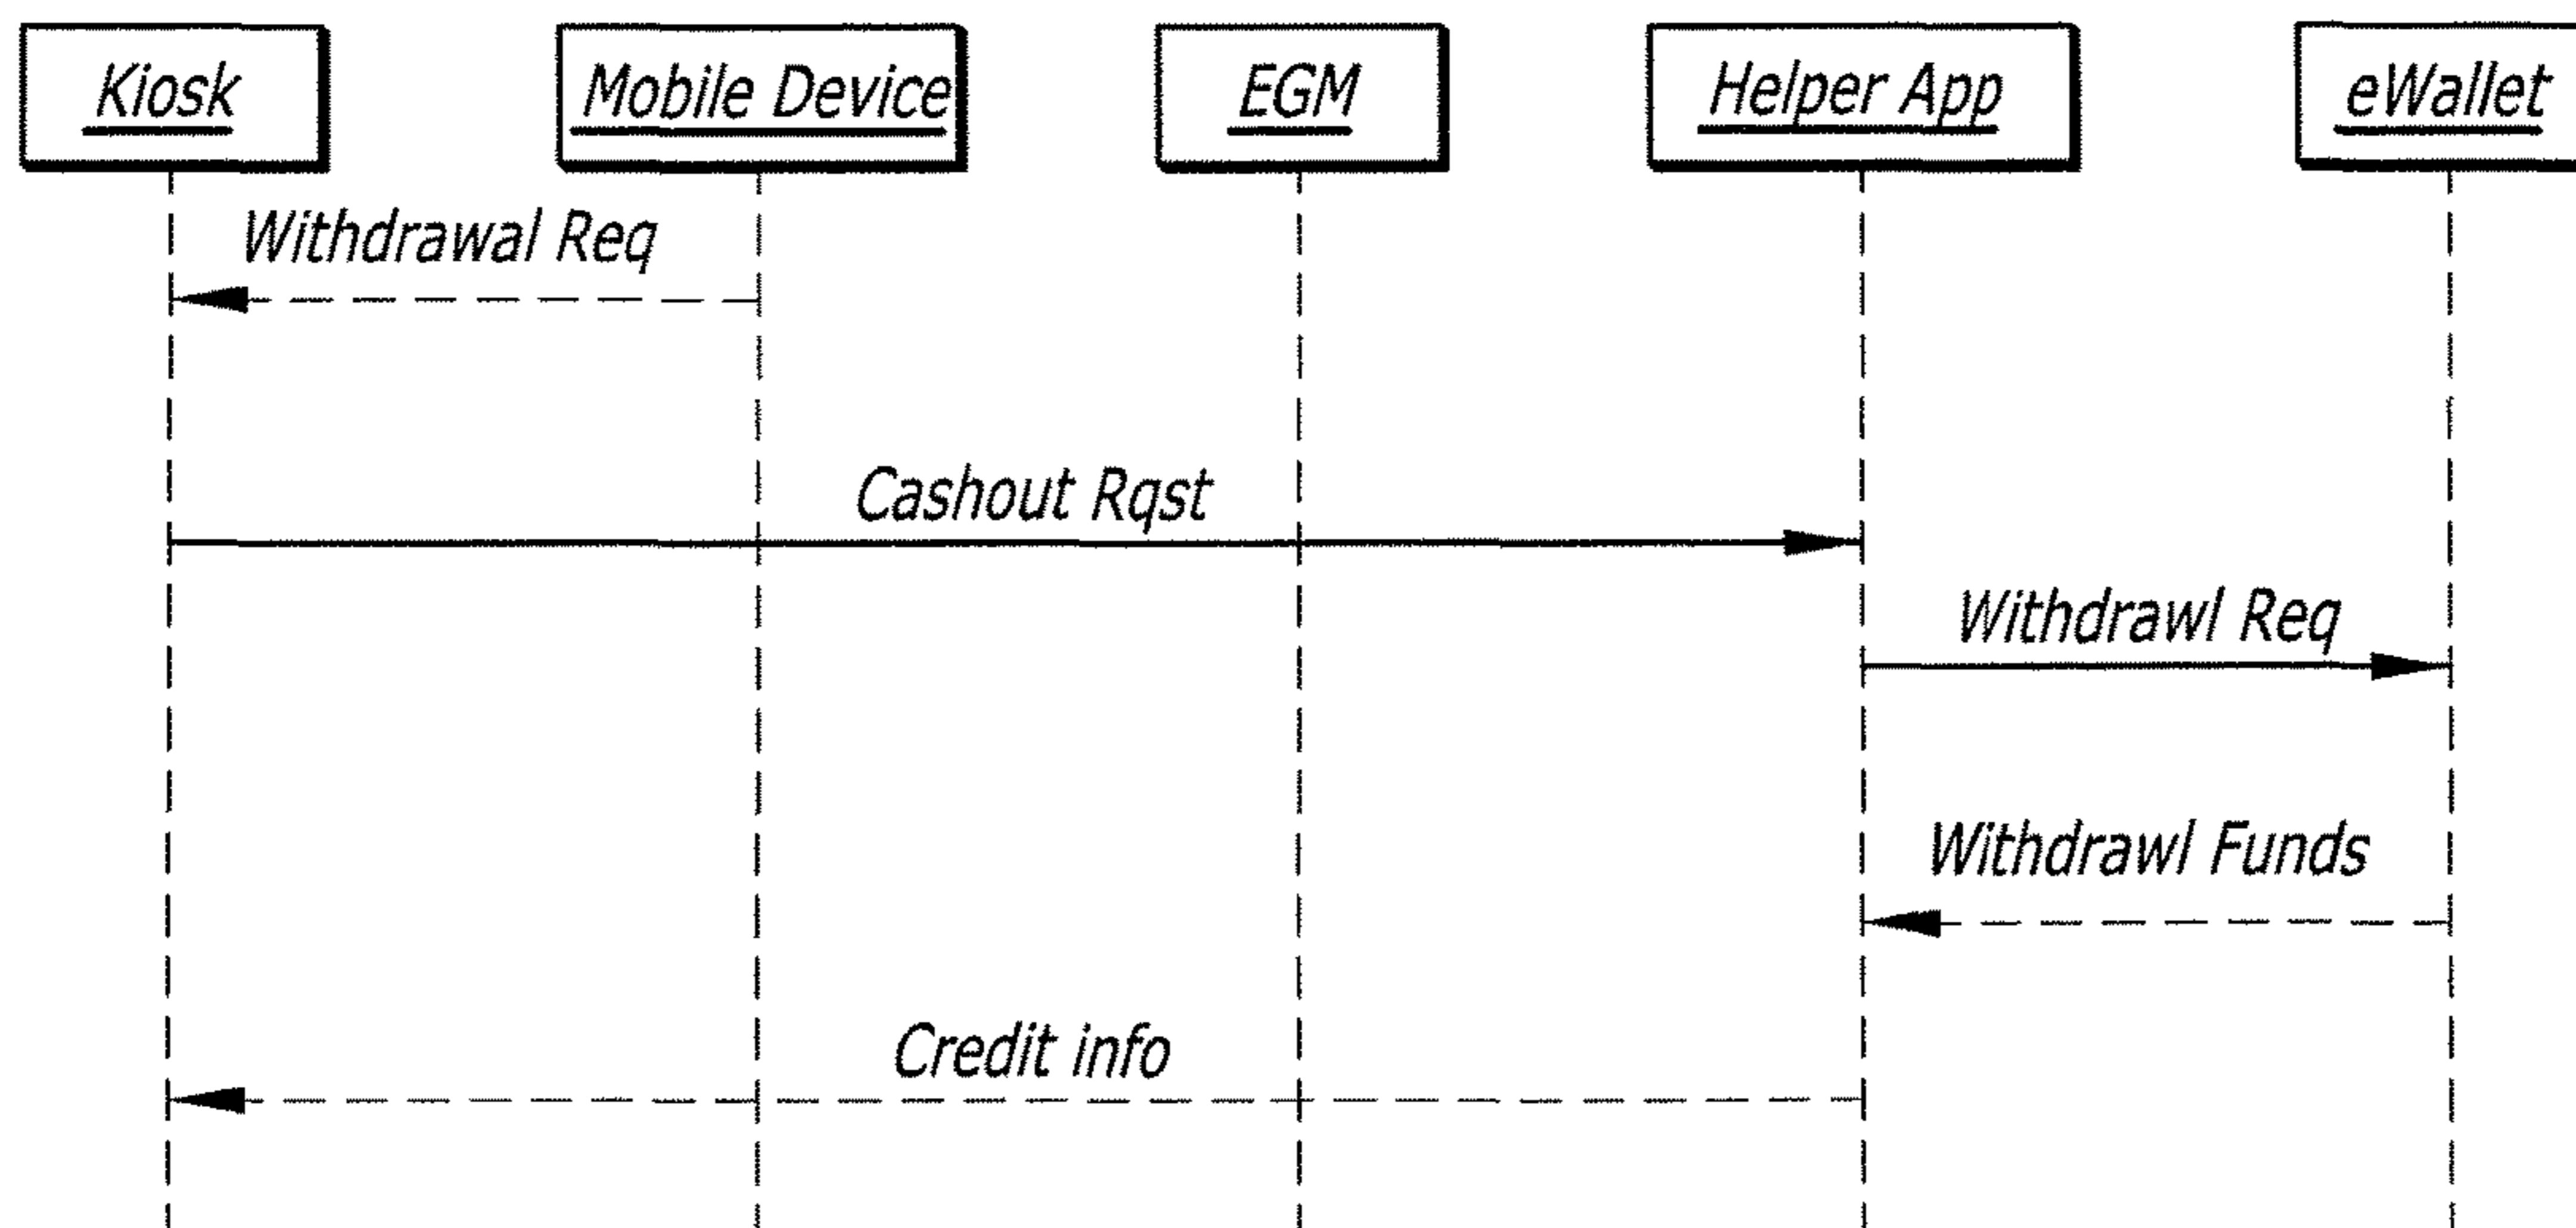 Kiosk
Mobile Device
EGM
Helper App
eWallet
Withdrawal Req
Cashout Rqst
Withdrawl Req
Withdrawl Funds
Credit info